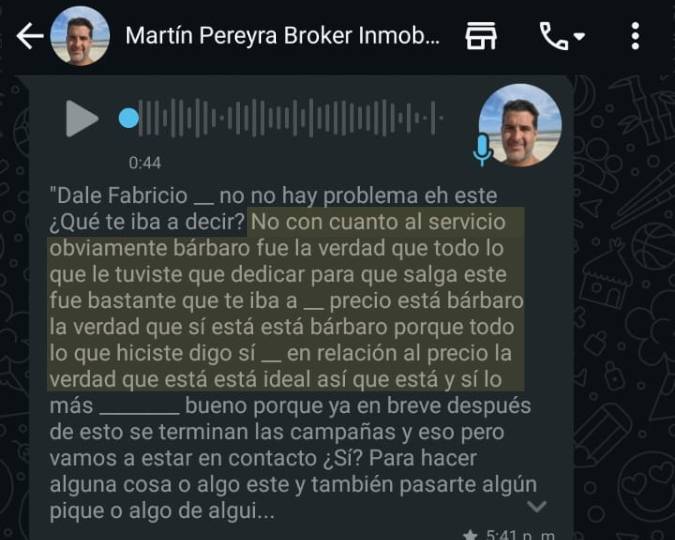 Martín Pereyra Broker Inmob...
0:44
"Dale Fabricio __ no no hay problema eh este
¿Qué te iba a decir? No con cuanto al servicio
obviamente bárbaro fue la verdad que todo lo
que le tuviste que dedicar para que salga este
fue bastante que te iba a __ precio está bárbaro
la verdad que sí está está bárbaro porque todo
lo que hiciste digo sí __ en relación al precio la
verdad que está está ideal así que está y sí lo
más ________ bueno porque ya en breve después
de esto se terminan las campañas y eso pero
vamos a estar en contacto ¿Sí? Para hacer
alguna cosa o algo este y también pasarte algún
pique o algo de algui...
5:41 p. m.